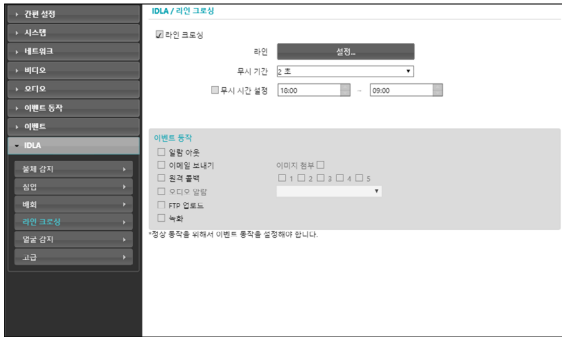 간편 설정
시스템
네트워크
비디오
오디오
이벤트 동작
이벤트
IDLA
물체 감지
침입
배회
라인 크로싱
얼굴 감지
고급
IDLA / 라인 크로싱
라인 크로싱
라인 설정...
무시 기간 2 초
무시 시간 설정 18:00 ~ 09:00
이벤트 동작
알람 아웃
이메일 보내기 이미지 첨부
원격 콜백 1 2 3 4 5
오디오 알람
FTP 업로드
녹화
*정상 동작을 위해서 이벤트 동작을 설정해야 합니다.